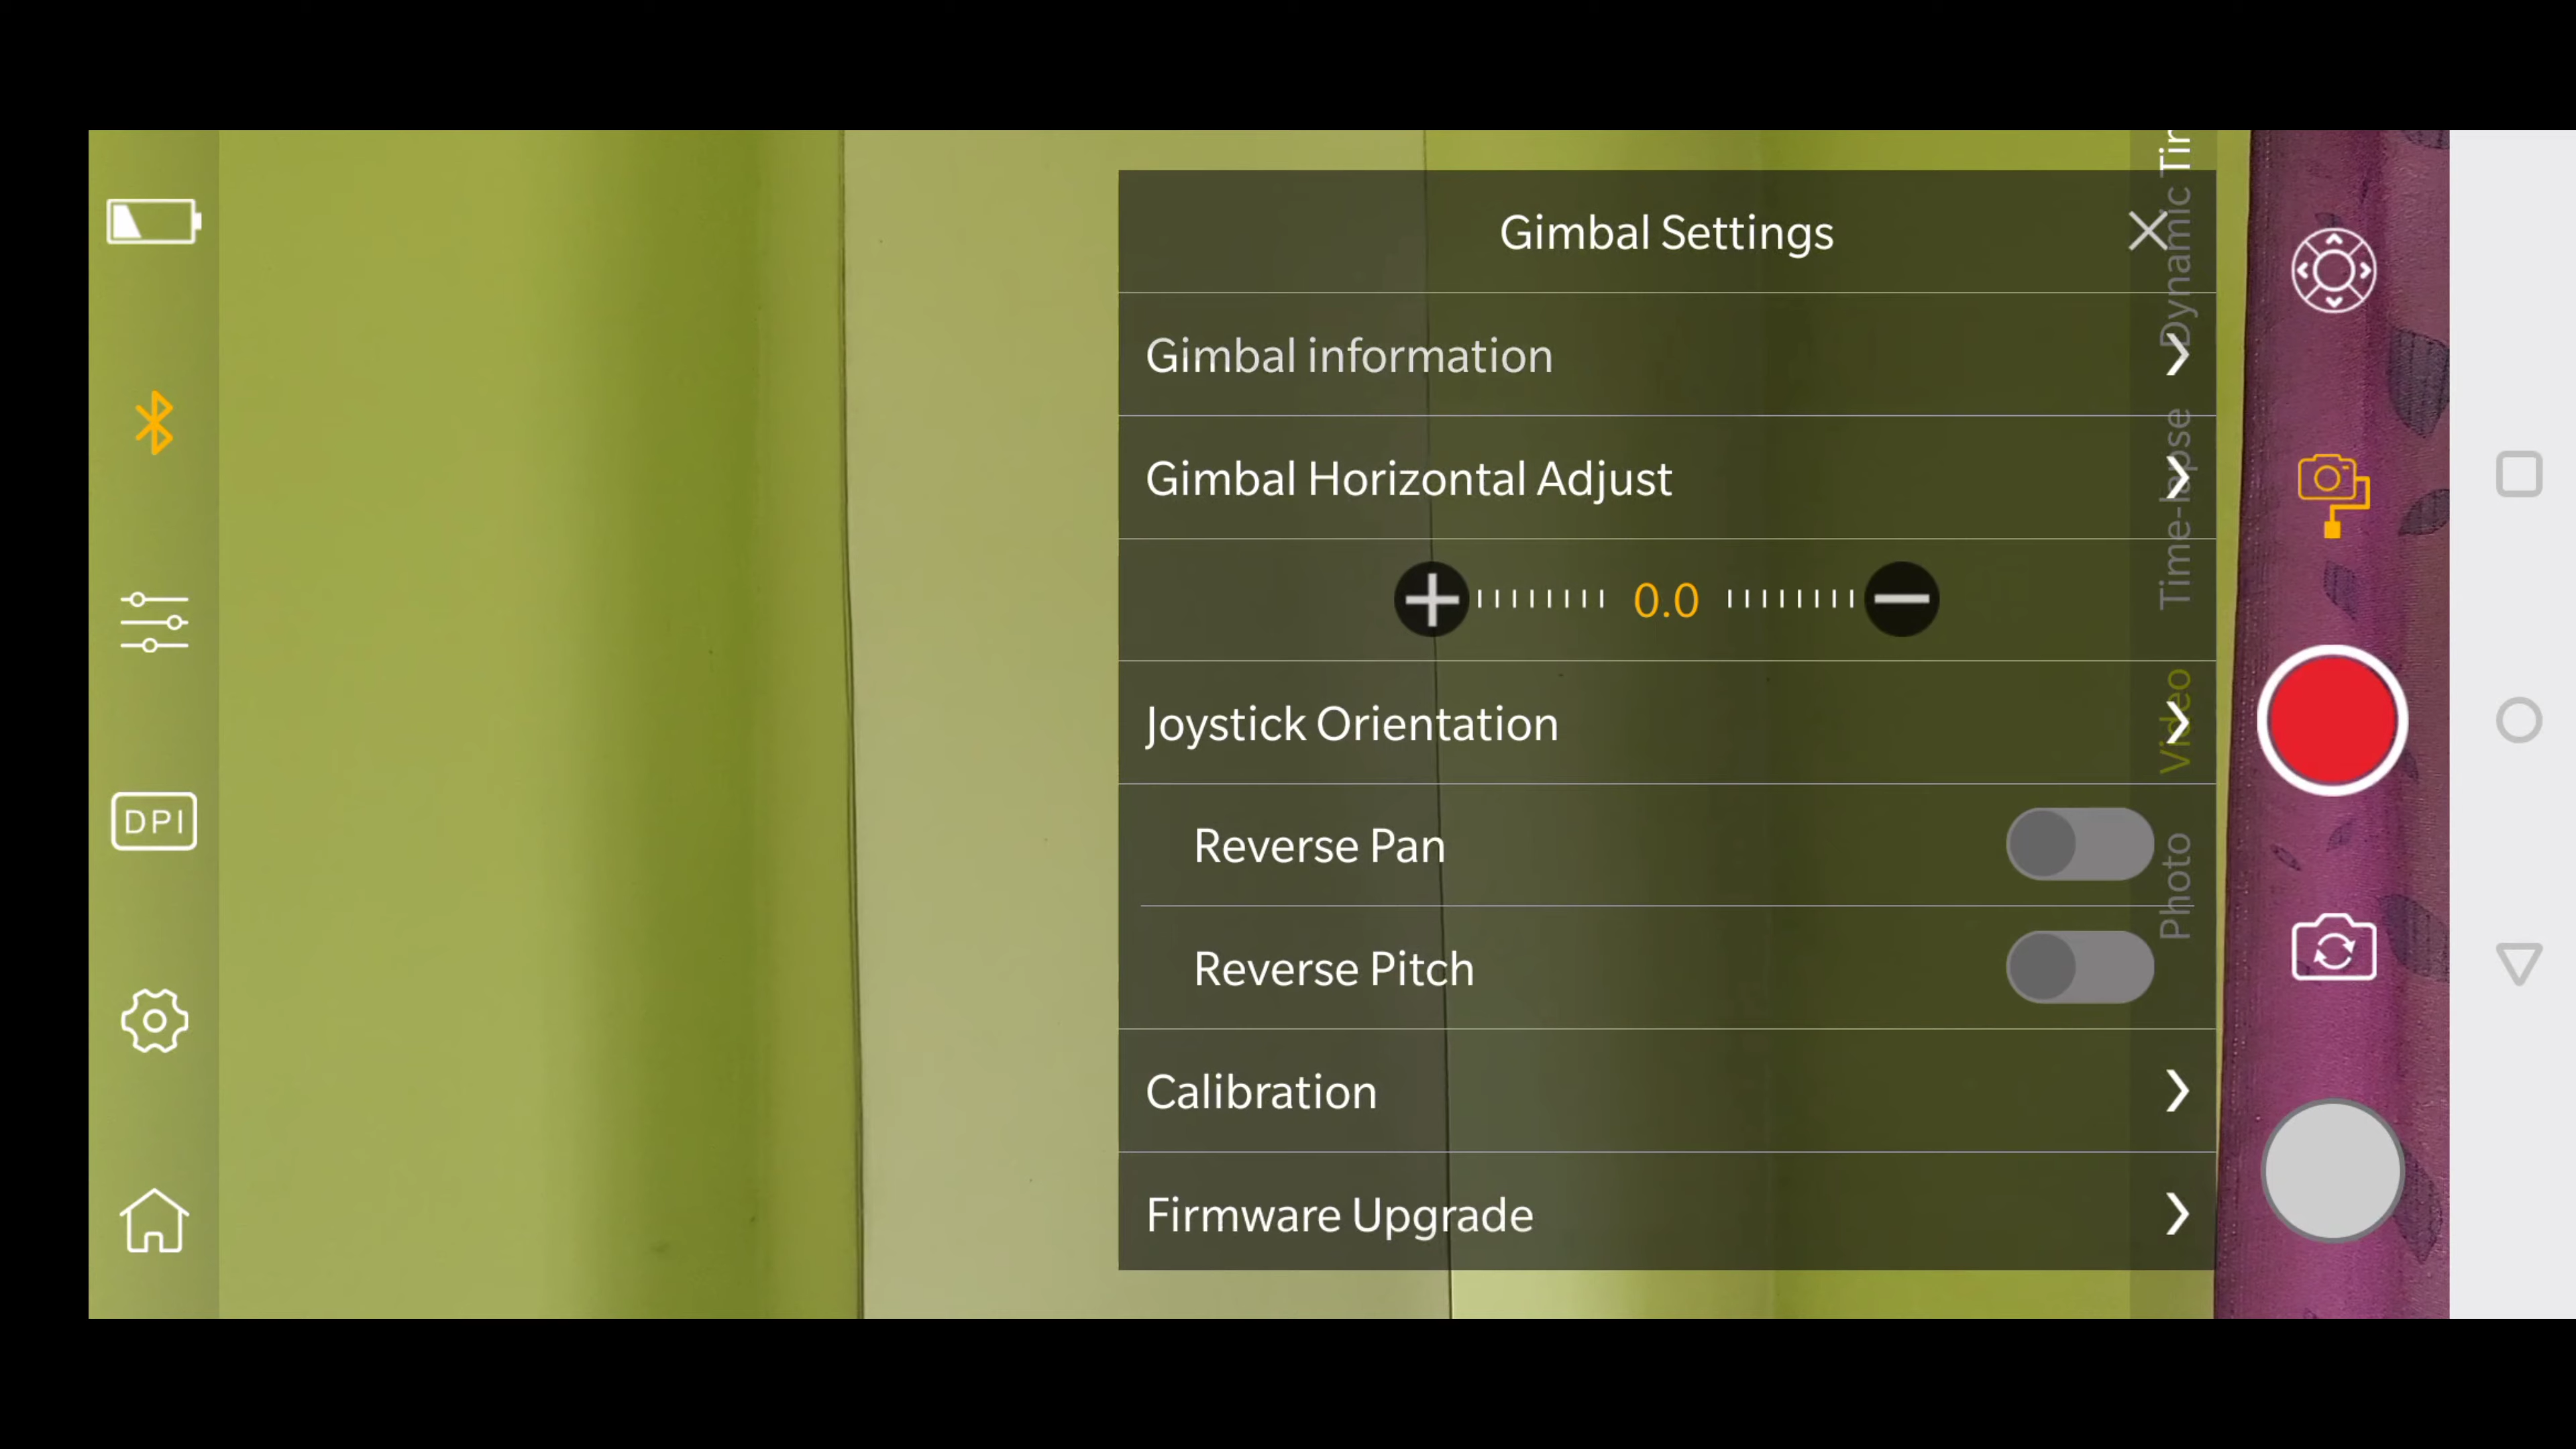 DPI
Gimbal Settings
Gimbal information
Gimbal Horizontal Adjust
0.0
Joystick Orientation
Reverse Pan
Reverse Pitch
Calibration
Firmware Upgrade
Dynamic
Time-lapse
Video
Photo